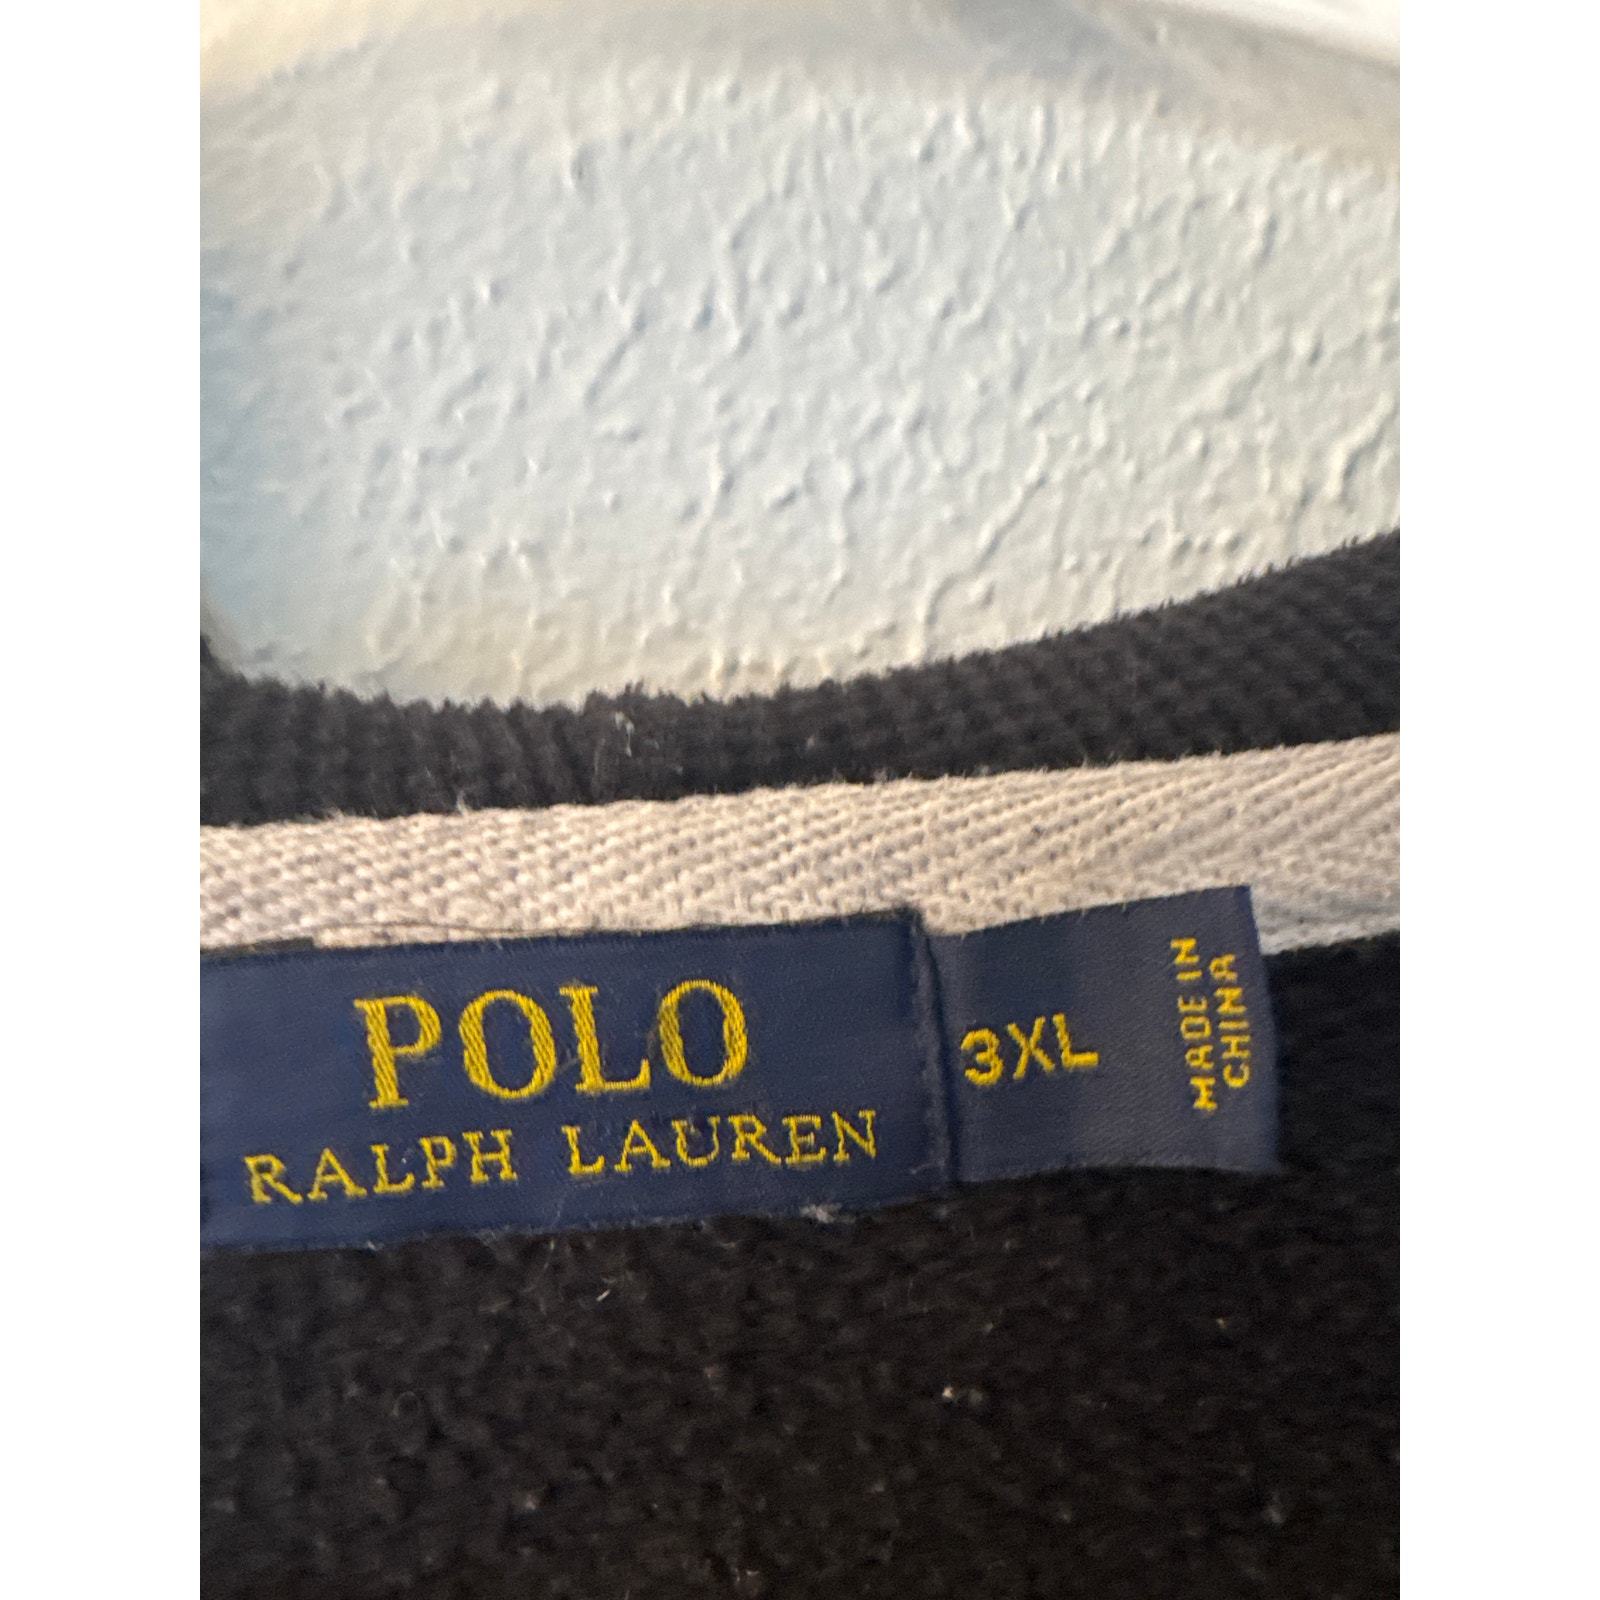 POLO
RALPH LAUREN
3XL
MADE IN
CHINA